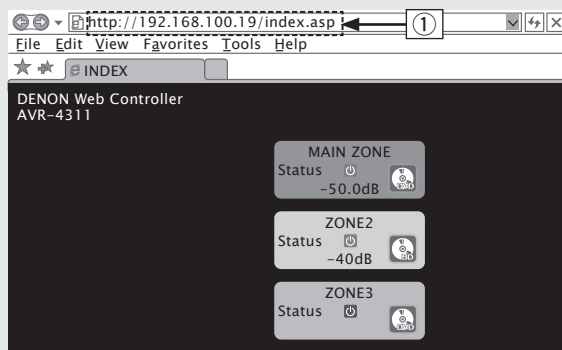 http://192.168.100.19/index.asp
①
File Edit View Favorites Tools Help
INDEX
DENON Web Controller
AVR-4311
MAIN ZONE
Status
-50.0dB
DVD
ZONE2
Status
-40dB
BD
ZONE3
Status
DVD